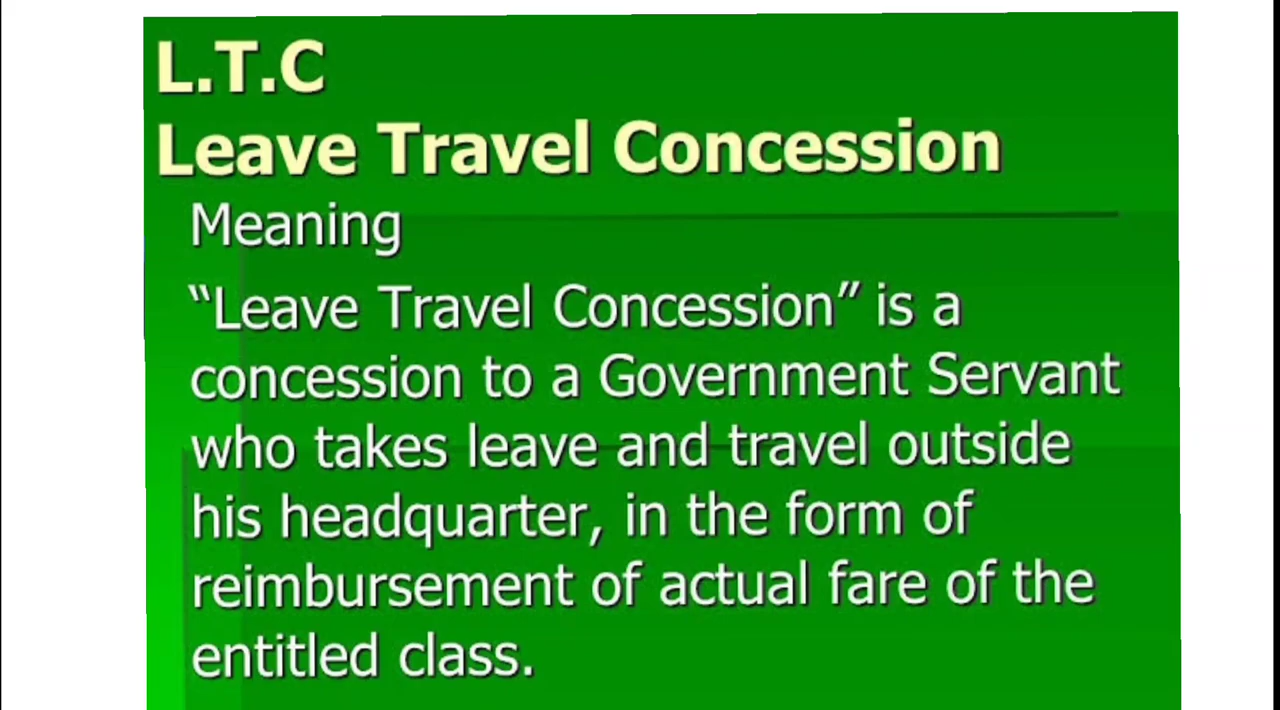 L.T.C
Leave Travel Concession
Meaning
“Leave Travel Concession” is a
concession to a Government Servant
who takes leave and travel outside
his headquarter, in the form of
reimbursement of actual fare of the
entitled class.